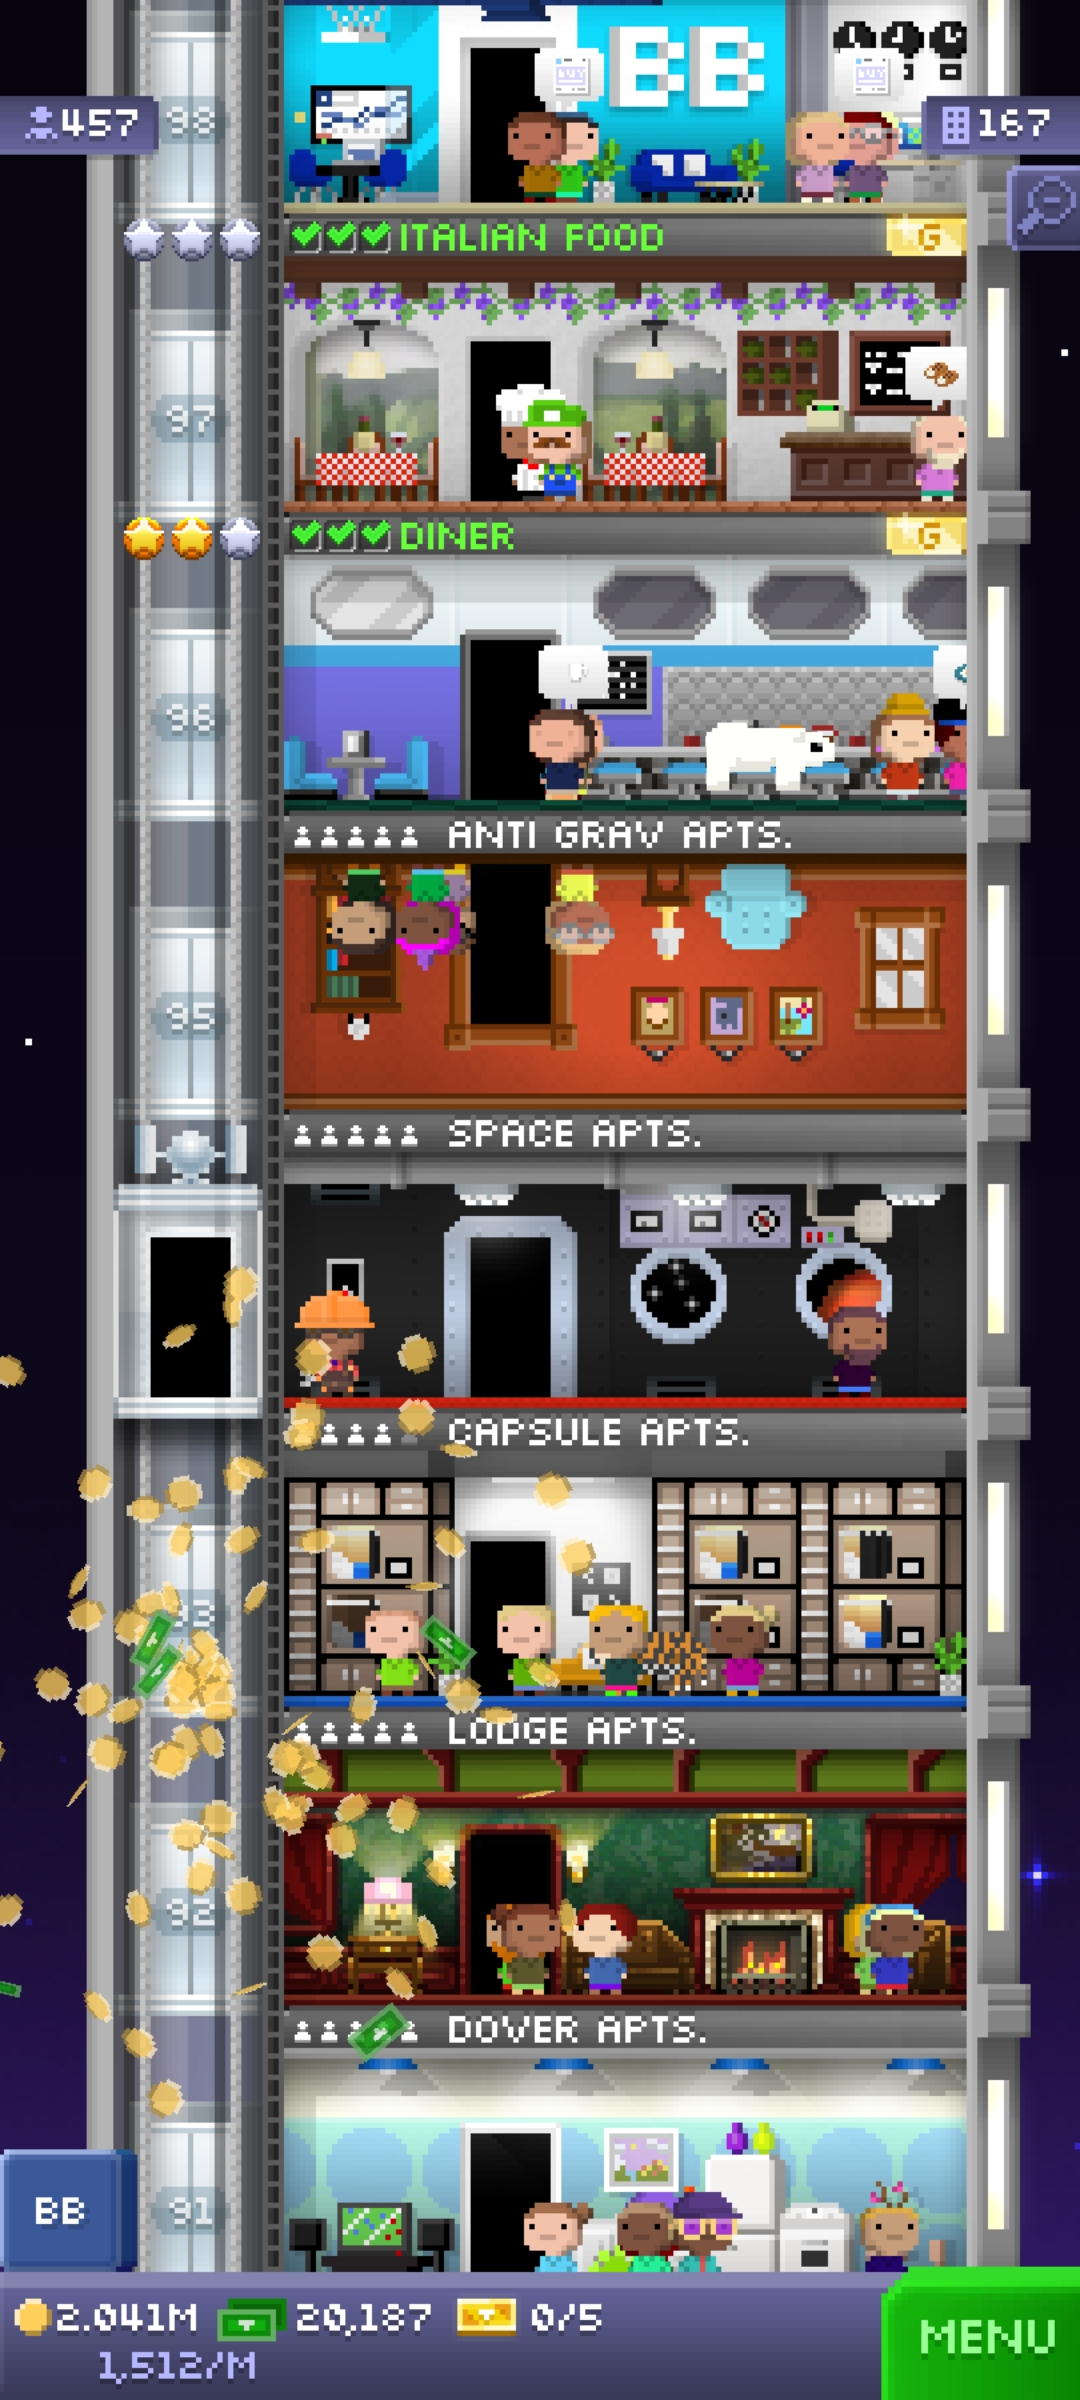 BB
457
98
167
ITALIAN FOOD
G
97
DINER
G
96
ANTI GRAV APTS.
95
SPACE APTS.
CAPSULE APTS.
93
LODGE APTS.
92
DOVER APTS.
BB
91
2.041M
20,187
0/5
MENU
1,512/M